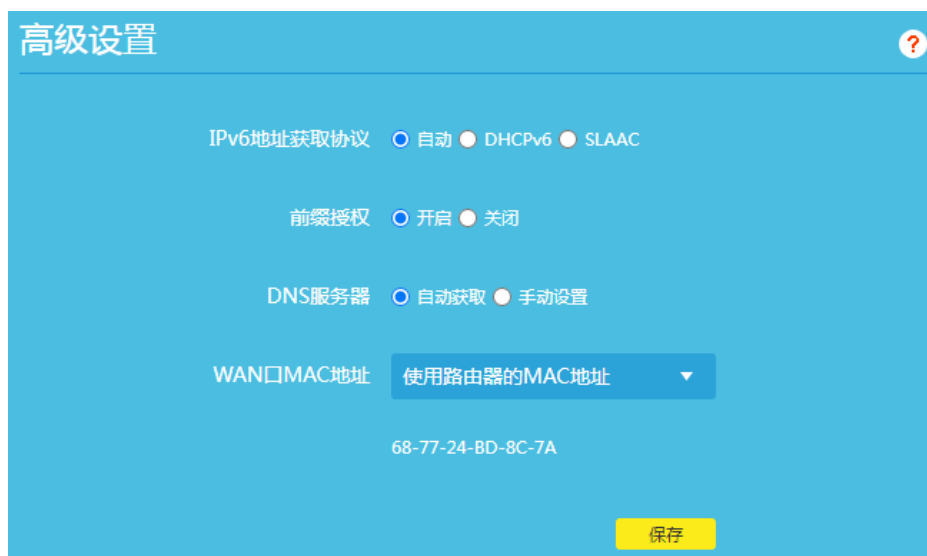 高级设置
?
IPv6地址获取协议 自动 DHCPv6 SLAAC
前缀授权 开启 关闭
DNS服务器 自动获取 手动设置
WAN口MAC地址 使用路由器的MAC地址
68-77-24-BD-8C-7A
保存